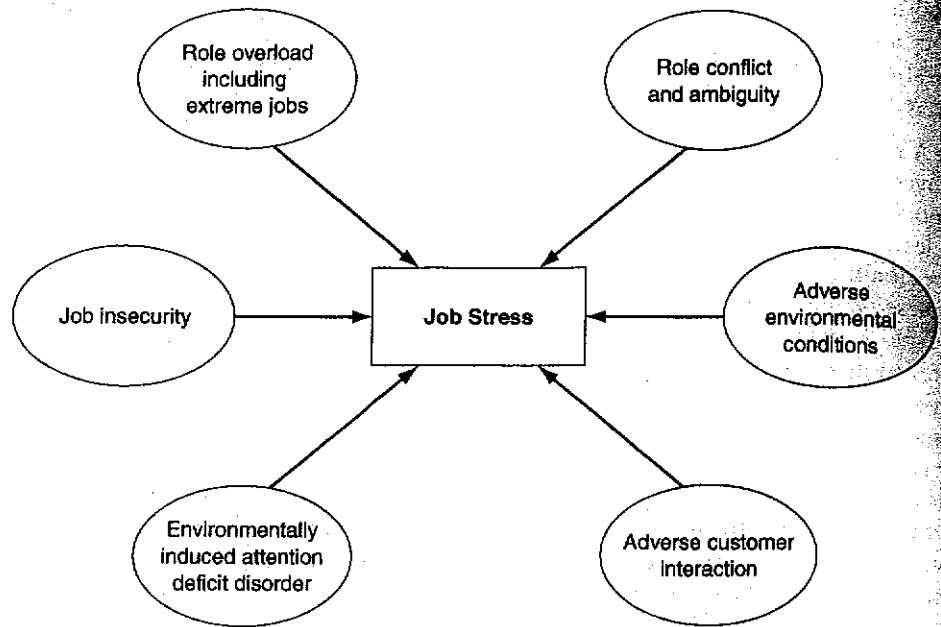 Role overload
including
extreme jobs
Role conflict
and ambiguity
Job insecurity
Job Stress
Adverse
environmental
conditions
Environmentally
induced attention
deficit disorder
Adverse customer
interaction